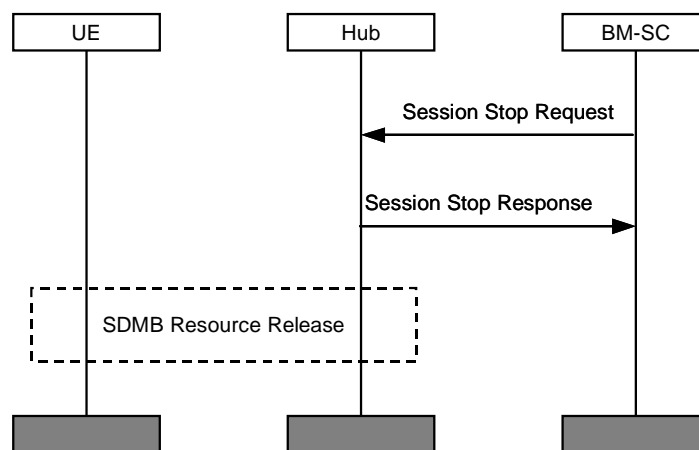 UE
Hub
BM-SC
Session Stop Request
Session Stop Response
SDMB Resource Release